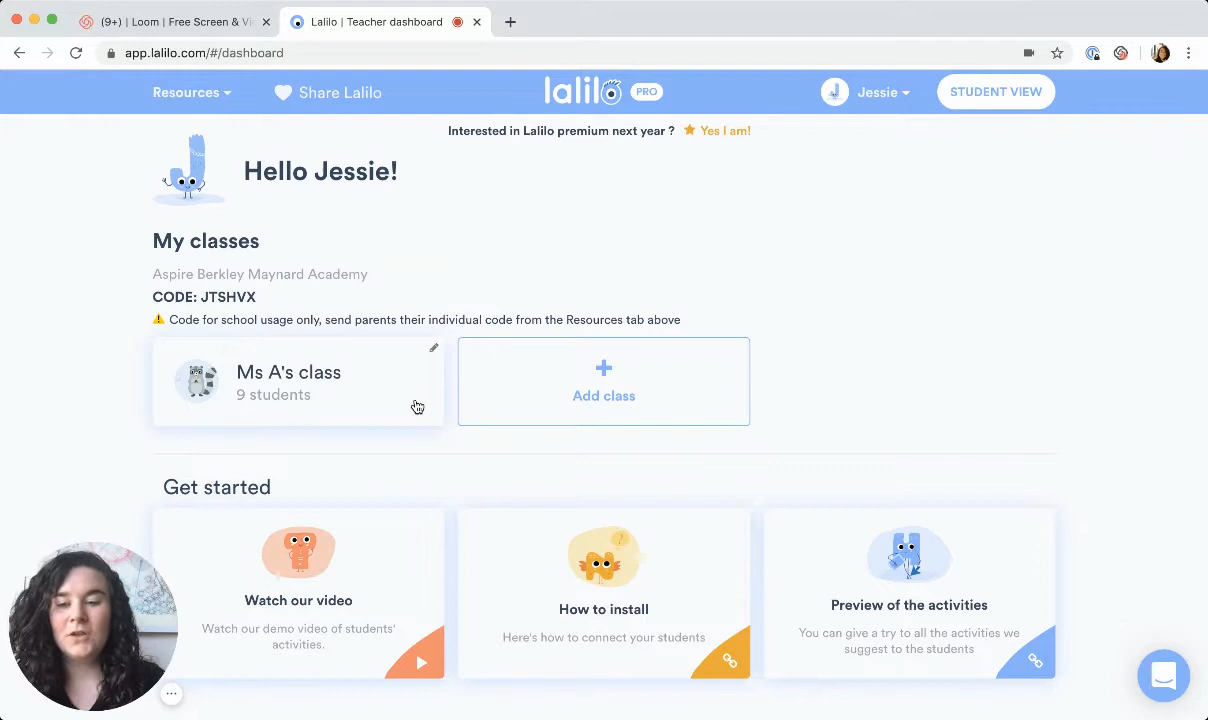 (9+) | Loom | Free Screen & Vi
Lalilo | Teacher dashboard
app.lalilo.com/#/dashboard
Resources
Share Lalilo
lalilo PRO
Jessie
STUDENT VIEW
Interested in Lalilo premium next year ? Yes I am!
Hello Jessie!
My classes
Aspire Berkley Maynard Academy
CODE: JTSHVX
Code for school usage only, send parents their individual code from the Resources tab above
Ms A's class
9 students
Add class
Get started
Watch our video
Watch our demo video of students'
activities.
How to install
Here's how to connect your students
Preview of the activities
You can give a try to all the activities we
suggest to the students